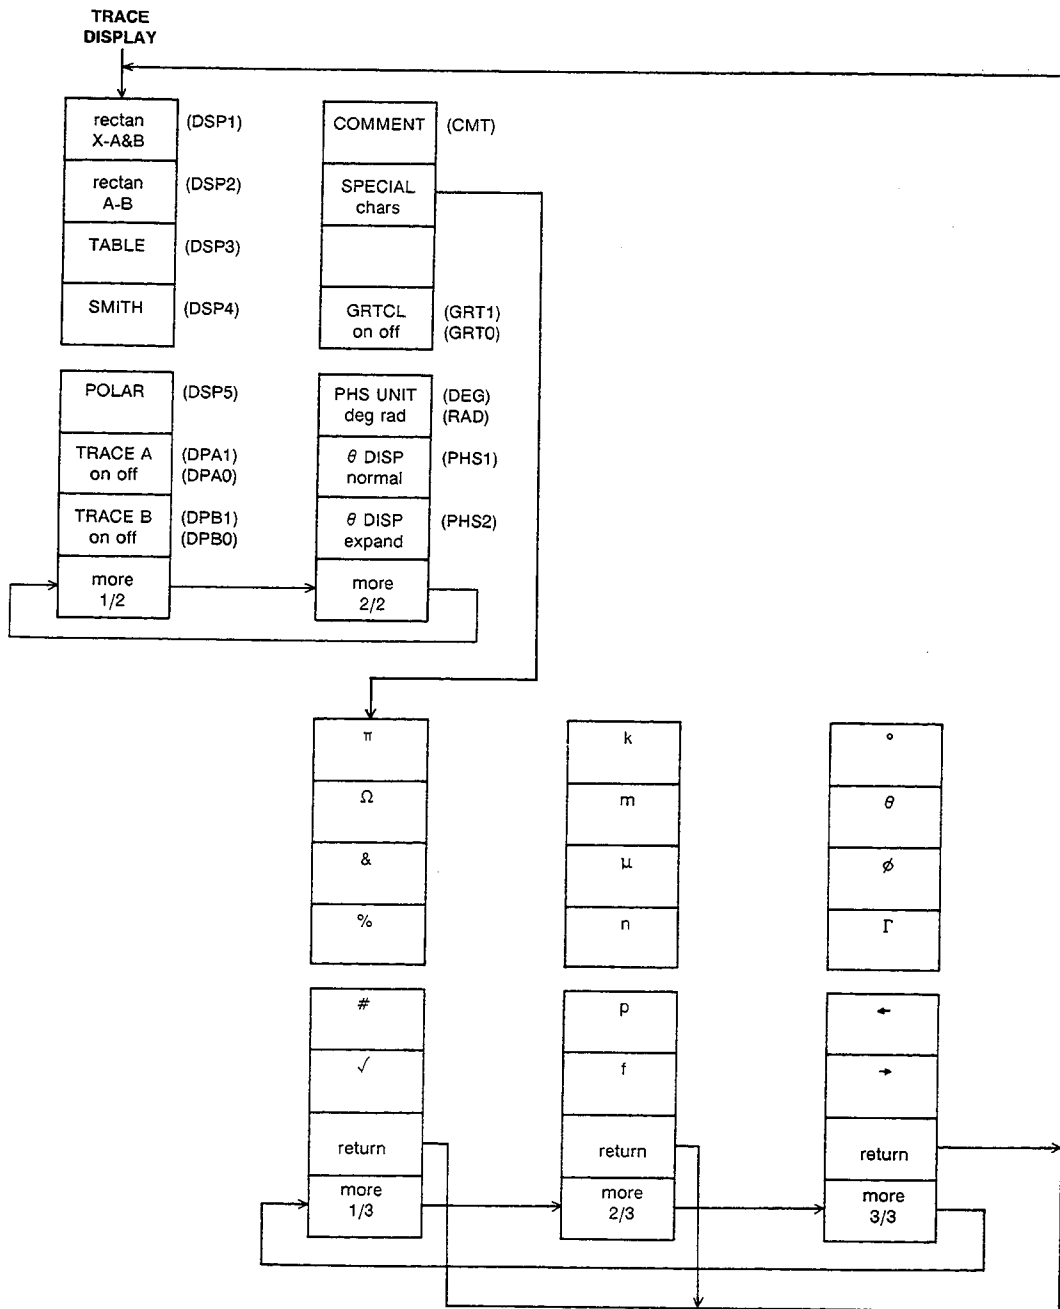 TRACE
DISPLAY
rectan
X-A&B
(DSP1)
rectan
A-B
(DSP2)
TABLE
(DSP3)
SMITH
(DSP4)
POLAR
(DSP5)
TRACE A
on off
(DPA1)
(DPA0)
TRACE B
on off
(DPB1)
(DPB0)
more
1/2
COMMENT
(CMT)
SPECIAL
chars
GRTCL
on off
(GRT1)
(GRT0)
PHS UNIT
deg rad
(DEG)
(RAD)
θ DISP
normal
(PHS1)
θ DISP
expand
(PHS2)
more
2/2
π
Ω
&
%
#
√
return
more
1/3
k
m
μ
n
p
f
return
more
2/3
°
θ
ø
Γ
←
→
return
more
3/3